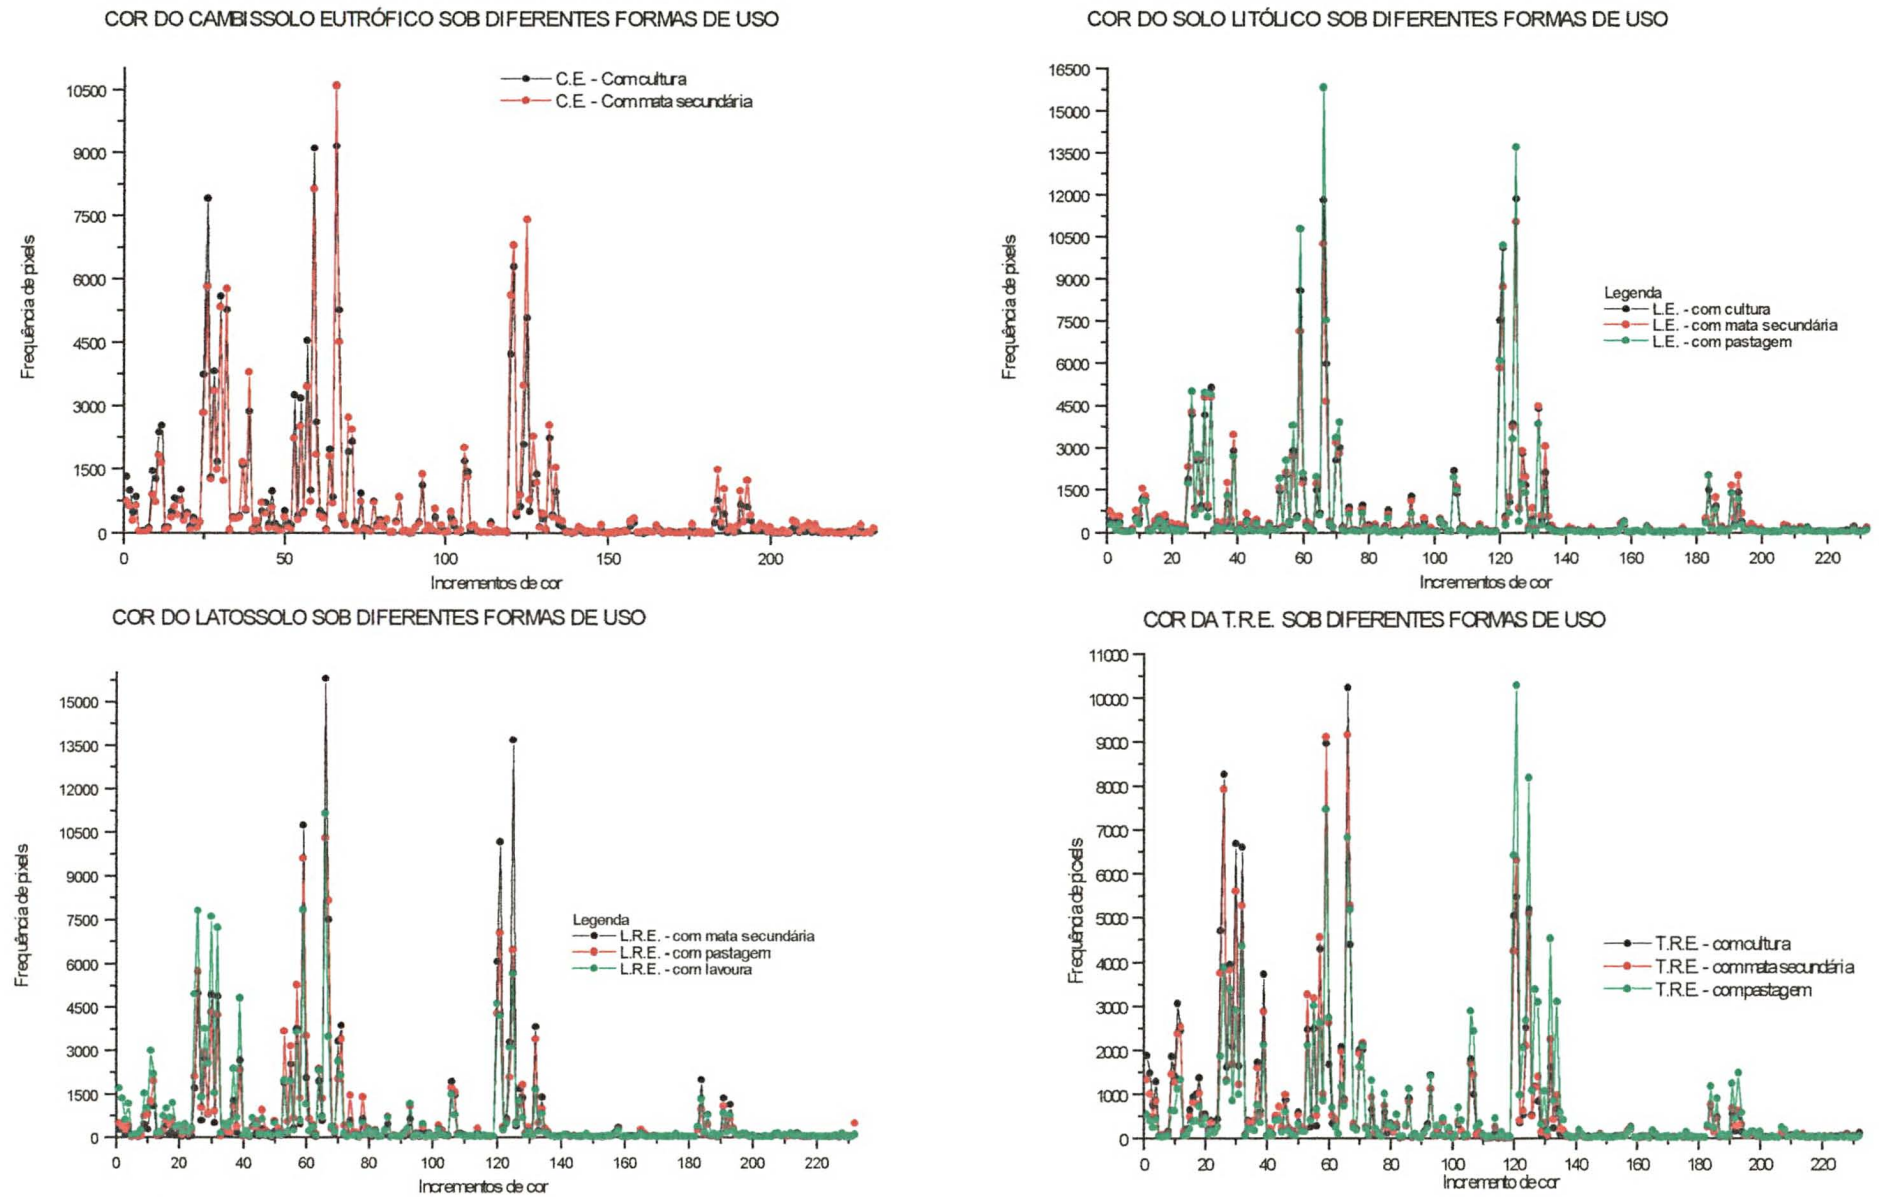 COR DO CAMBISSOLO EUTRÓFICO SOB DIFERENTES FORMAS DE USO
C.E. - Com cultura
C.E. - Com mata secundária
Frequência de pixels
10500
9000
7500
6000
4500
3000
1500
0
0 50 100 150 200
Incrementos de cor
COR DO SOLO LITÓLICO SOB DIFERENTES FORMAS DE USO
Frequência de pixels
16500
15000
13500
12000
10500
9000
7500
6000
4500
3000
1500
0
Legenda
L.E. - com cultura
L.E. - com mata secundária
L.E. - com pastagem
0 20 40 60 80 100 120 140 160 180 200 220
Incrementos de cor
COR DO LATOSSOLO SOB DIFERENTES FORMAS DE USO
Frequência de pixels
15000
13500
12000
10500
9000
7500
6000
4500
3000
1500
0
Legenda
L.R.E. - com mata secundária
L.R.E. - com pastagem
L.R.E. - com lavoura
0 20 40 60 80 100 120 140 160 180 200 220
Incrementos de cor
COR DA T.R.E. SOB DIFERENTES FORMAS DE USO
Frequência de picxels
11000
10000
9000
8000
7000
6000
5000
4000
3000
2000
1000
0
T.R.E. - com cultura
T.R.E. - com mata secundária
T.R.E. - com pastagem
0 20 40 60 80 100 120 140 160 180 200 220
Incremento de cor